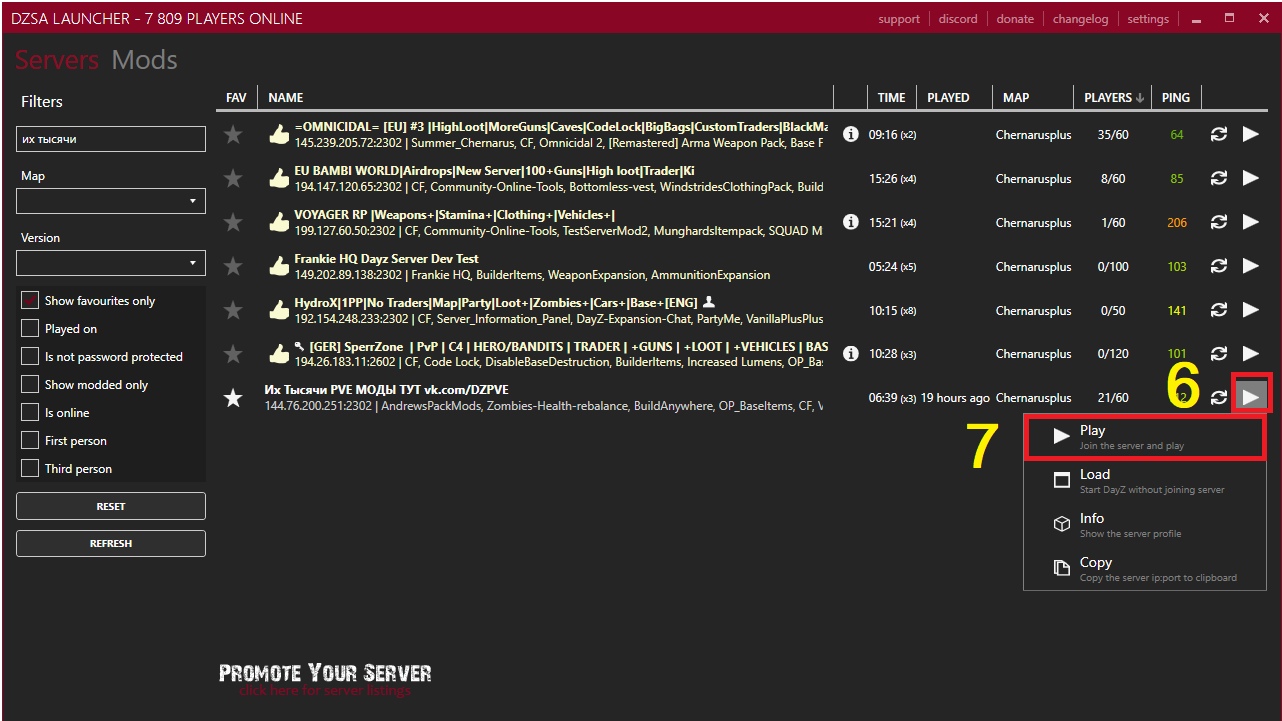 DZSA LAUNCHER - 7 809 PLAYERS ONLINE
support discord donate changelog settings
Servers Mods
Filters
их тысячи
Map
Version
Show favourites only
Played on
Is not password protected
Show modded only
Is online
First person
Third person
RESET
REFRESH
FAV NAME TIME PLAYED MAP PLAYERS PING
=OMNICIDAL= [EU] #3 |HighLoot|MoreGuns|Caves|CodeLock|BigBags|CustomTraders|BlackMa
145.239.205.72:2302 | Summer_Chernarus, CF, Omnicidal 2, [Remastered] Arma Weapon Pack, Base F
09:16 (x2) Chernarusplus 35/60 64
EU BAMBI WORLD|Airdrops|New Server|100+Guns|High loot|Trader|Ki
194.147.120.65:2302 | CF, Community-Online-Tools, Bottomless-vest, WindstridesClothingPack, Build
15:26 (x4) Chernarusplus 8/60 85
VOYAGER RP |Weapons+|Stamina+|Clothing+|Vehicles+|
199.127.60.50:2302 | CF, Community-Online-Tools, TestServerMod2, MunghardsItempack, SQUAD M
15:21 (x4) Chernarusplus 1/60 206
Frankie HQ Dayz Server Dev Test
149.202.89.138:2302 | Frankie HQ, BuilderItems, WeaponExpansion, AmmunitionExpansion
05:24 (x5) Chernarusplus 0/100 103
HydroX|1PP|No Traders|Map|Party|Loot+|Zombies+|Cars+|Base+[ENG]
192.154.248.233:2302 | CF, Server_Information_Panel, DayZ-Expansion-Chat, PartyMe, VanillaPlusPlus
10:15 (x8) Chernarusplus 0/50 141
[GER] SperrZone | PvP | C4 | HERO/BANDITS | TRADER | +GUNS | +LOOT | +VEHICLES | BAS
194.26.183.11:2602 | CF, Code Lock, DisableBaseDestruction, BuilderItems, Increased Lumens, OP_Bas
10:28 (x3) Chernarusplus 0/120 101
Их Тысячи PVE МОДЫ ТУТ vk.com/DZPVE
144.76.200.251:2302 | AndrewsPackMods, Zombies-Health-rebalance, BuildAnywhere, OP_BaseItems, CF, V
06:39 (x3) 19 hours ago Chernarusplus 21/60
6
7
Play
Join the server and play
Load
Start DayZ without joining server
Info
Show the server profile
Copy
Copy the server ip:port to clipboard
PROMOTE YOUR SERVER
click here for server listings